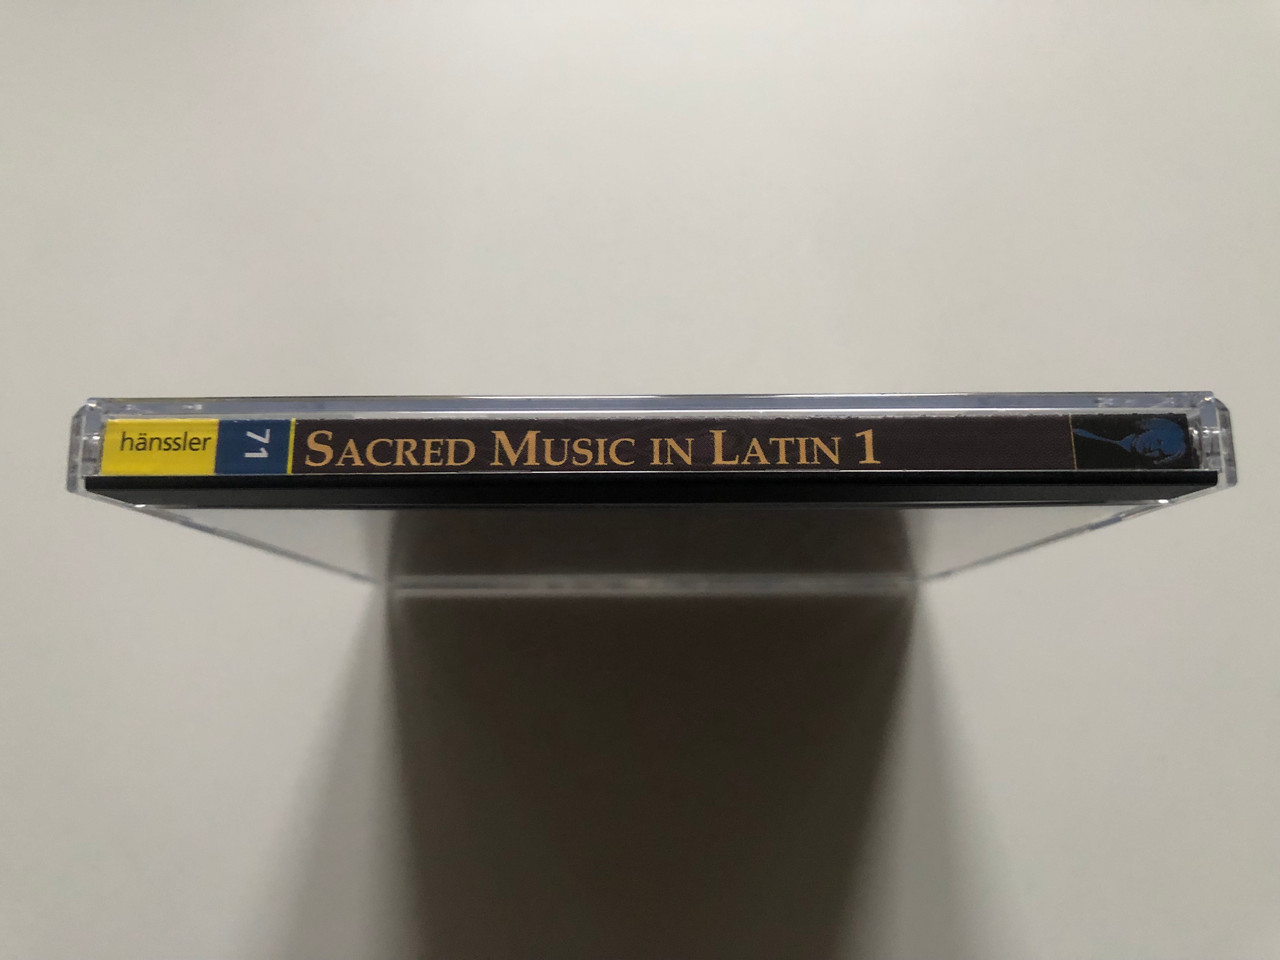 hänssler
71
SACRED MUSIC IN LATIN 1